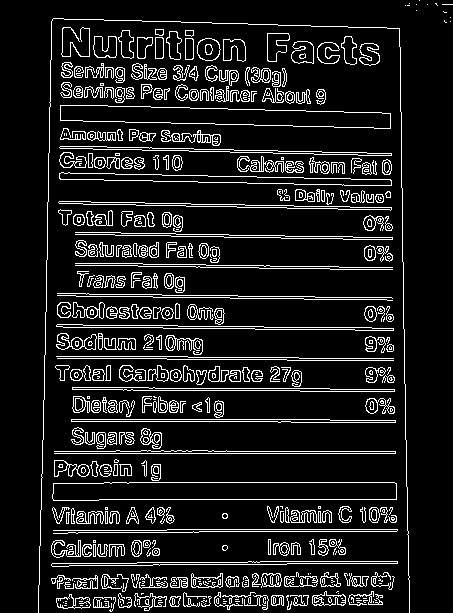 Nutrition Facts
Serving Size 3/4 Cup (30g)
Servings Per Container About 9
Amount Per Serving
Calories 110 Calories from Fat 0
% Daily Value*
Total Fat 0g 0%
Saturated Fat 0g 0%
Trans Fat 0g
Cholesterol 0mg 0%
Sodium 210mg 9%
Total Carbohydrate 27g 9%
Dietary Fiber <1g 0%
Sugars 8g
Protein 1g
Vitamin A 4% • Vitamin C 10%
Calcium 0% • Iron 15%
*Percent Daily Values are based on a 2,000 calorie diet. Your daily
values may be higher or lower depending on your calorie needs: